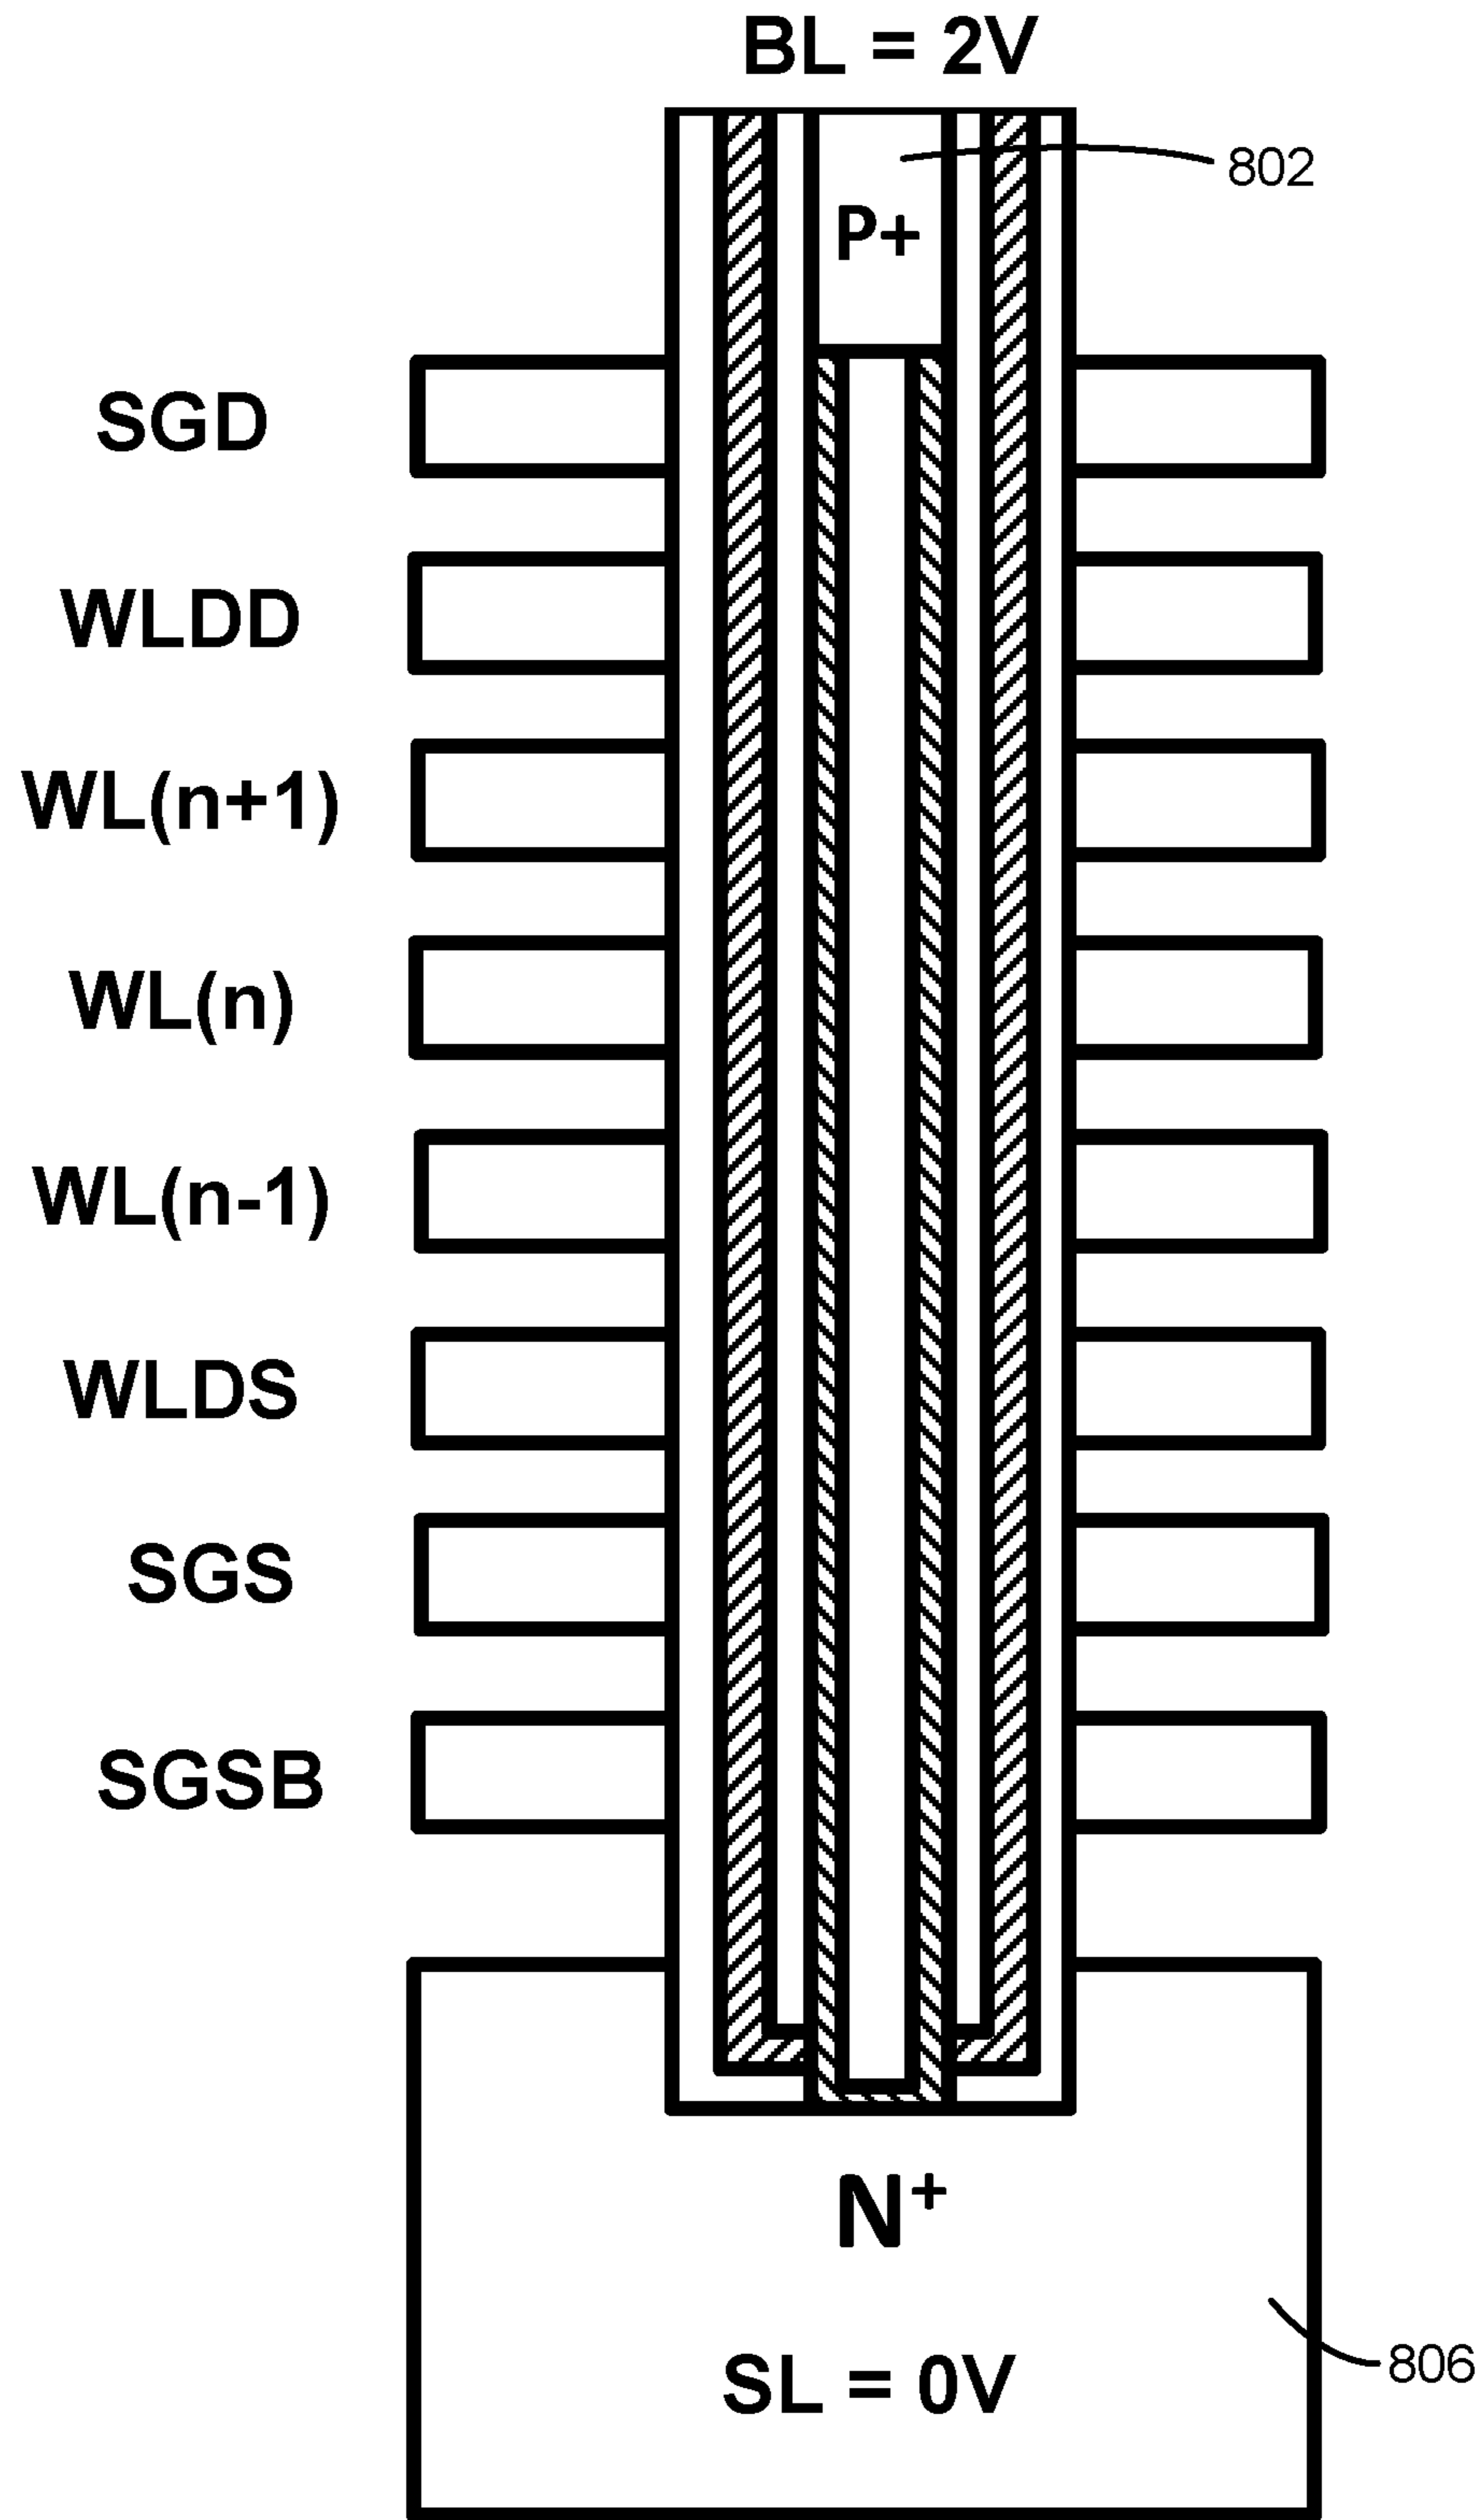 BL = 2V
802
P+
SGD
WLDD
WL(n+1)
WL(n)
WL(n-1)
WLDS
SGS
SGSB
N+
SL = 0V
806